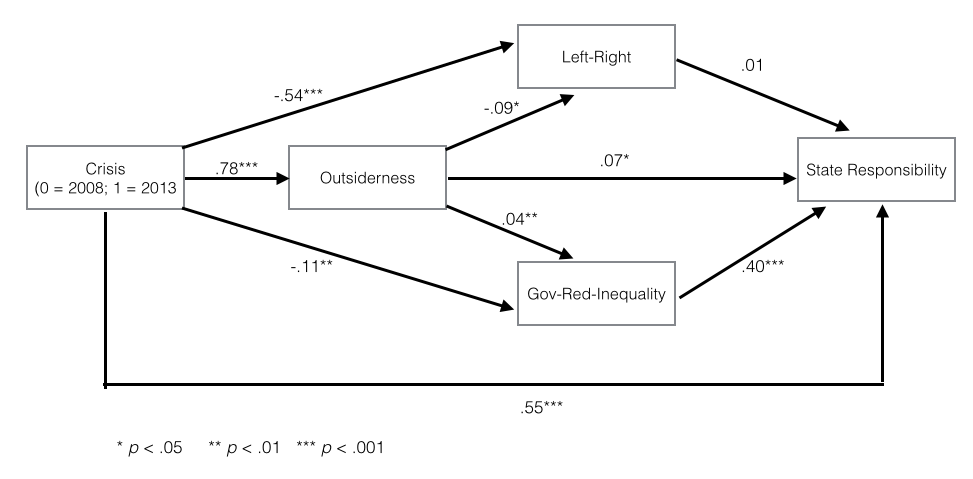 Left-Right
.01
-.54***
-.09*
Crisis
(0 = 2008; 1 = 2013
.78***
Outsiderness
.07*
State Responsibility
.04**
-.11**
.40***
Gov-Red-Inequality
.55***
* p < .05 ** p < .01 *** p < .001